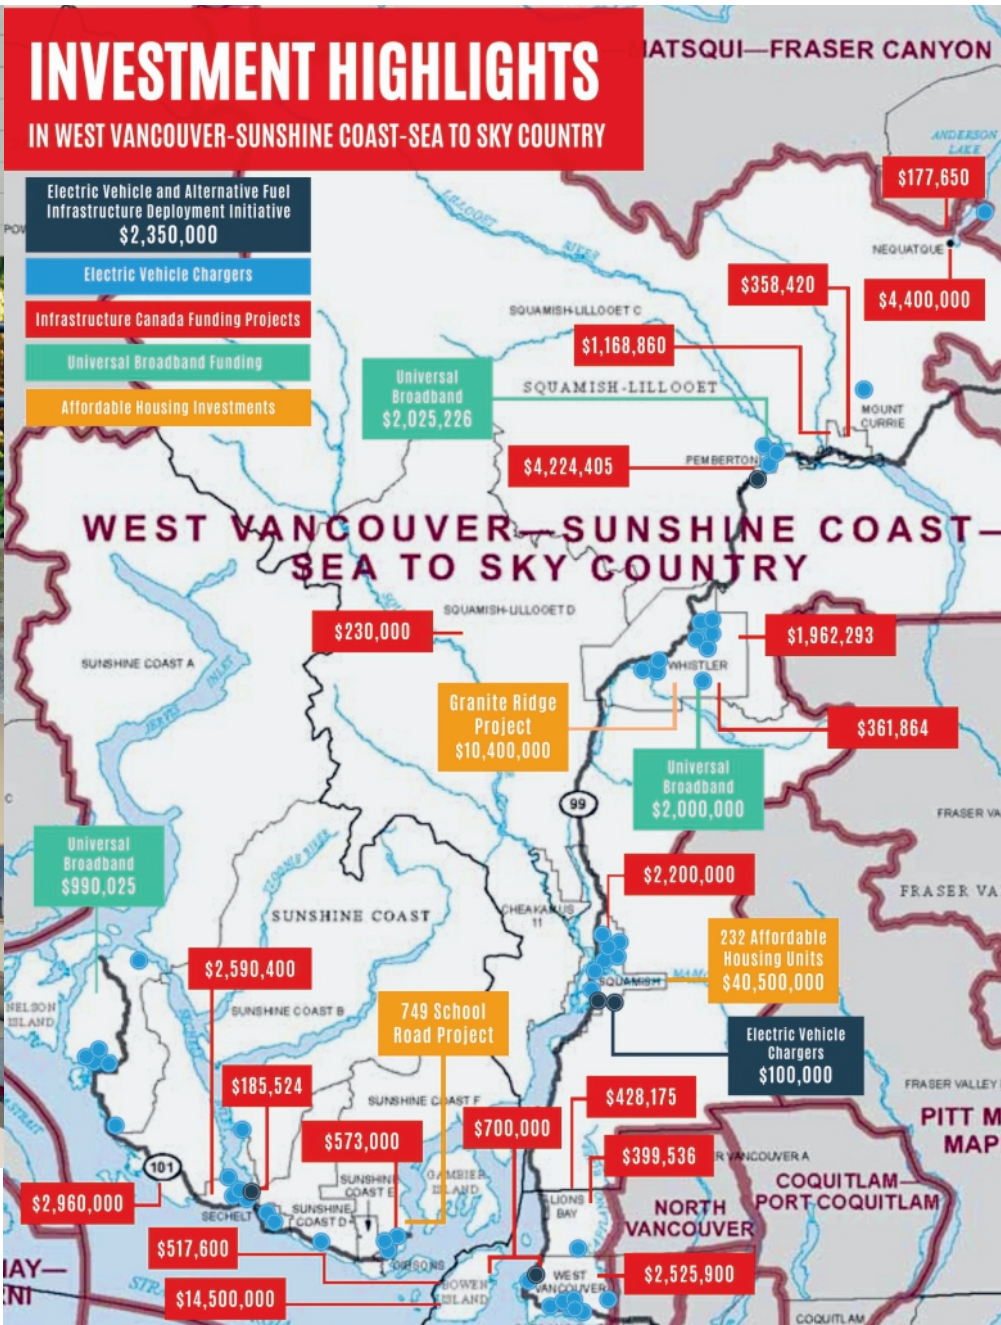 INVESTMENT HIGHLIGHTS
IN WEST VANCOUVER-SUNSHINE COAST-SEA TO SKY COUNTRY
MATSQUI—FRASER CANYON
ANDERSON
LAKE
Electric Vehicle and Alternative Fuel
Infrastructure Deployment Initiative
$2,350,000
Electric Vehicle Chargers
Infrastructure Canada Funding Projects
Universal Broadband Funding
Affordable Housing Investments
LILLOOET
RIVER
$177,650
NEQUATQUE
$4,400,000
$358,420
SQUAMISH-LILLOOET C
$1,168,860
SQUAMISH-LILLOOET
Universal
Broadband
$2,025,226
MOUNT
CURRIE
PEMBERTON
$4,224,405
WEST VANCOUVER—SUNSHINE COAST—
SEA TO SKY COUNTRY
SQUAMISH-LILLOOET D
$230,000
$1,962,293
SUNSHINE COAST A
INLET
JERVIS
WHISTLER
Granite Ridge
Project
$10,400,000
$361,864
Universal
Broadband
$2,000,000
99
FRASER VA
Universal
Broadband
$990,025
$2,200,000
FRASER VA
SUNSHINE COAST
CHEAKAMUS
11
232 Affordable
Housing Units
$40,500,000
SQUAMISH
$2,590,400
NELSON
ISLAND
SUNSHINE COAST B
749 School
Road Project
Electric Vehicle
Chargers
$100,000
$185,524
SUNSHINE COAST F
$428,175
FRASER VALLEY
PITT M
MAP
$573,000
$700,000
$399,536
R VANCOUVER A
101
SUNSHINE
COAST E
GAMBIER
ISLAND
COQUITLAM—
PORT COQUITLAM
$2,960,000
SECHELT
SUNSHINE
COAST D
LIONS
BAY
NORTH
VANCOUVER
$517,600
GIBSONS
$14,500,000
BOWEN
ISLAND
WEST
VANCOUVER
$2,525,900
COQUITLAM